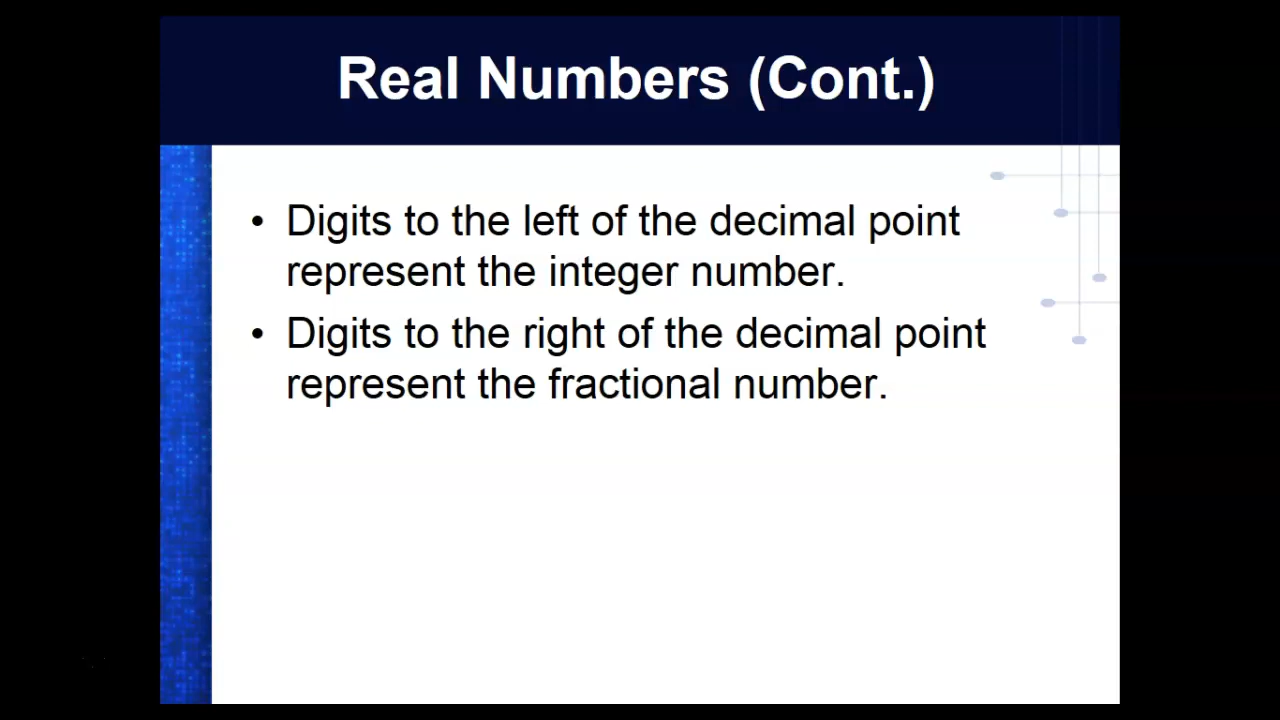 Real Numbers (Cont.)
• Digits to the left of the decimal point
represent the integer number.
• Digits to the right of the decimal point
represent the fractional number.